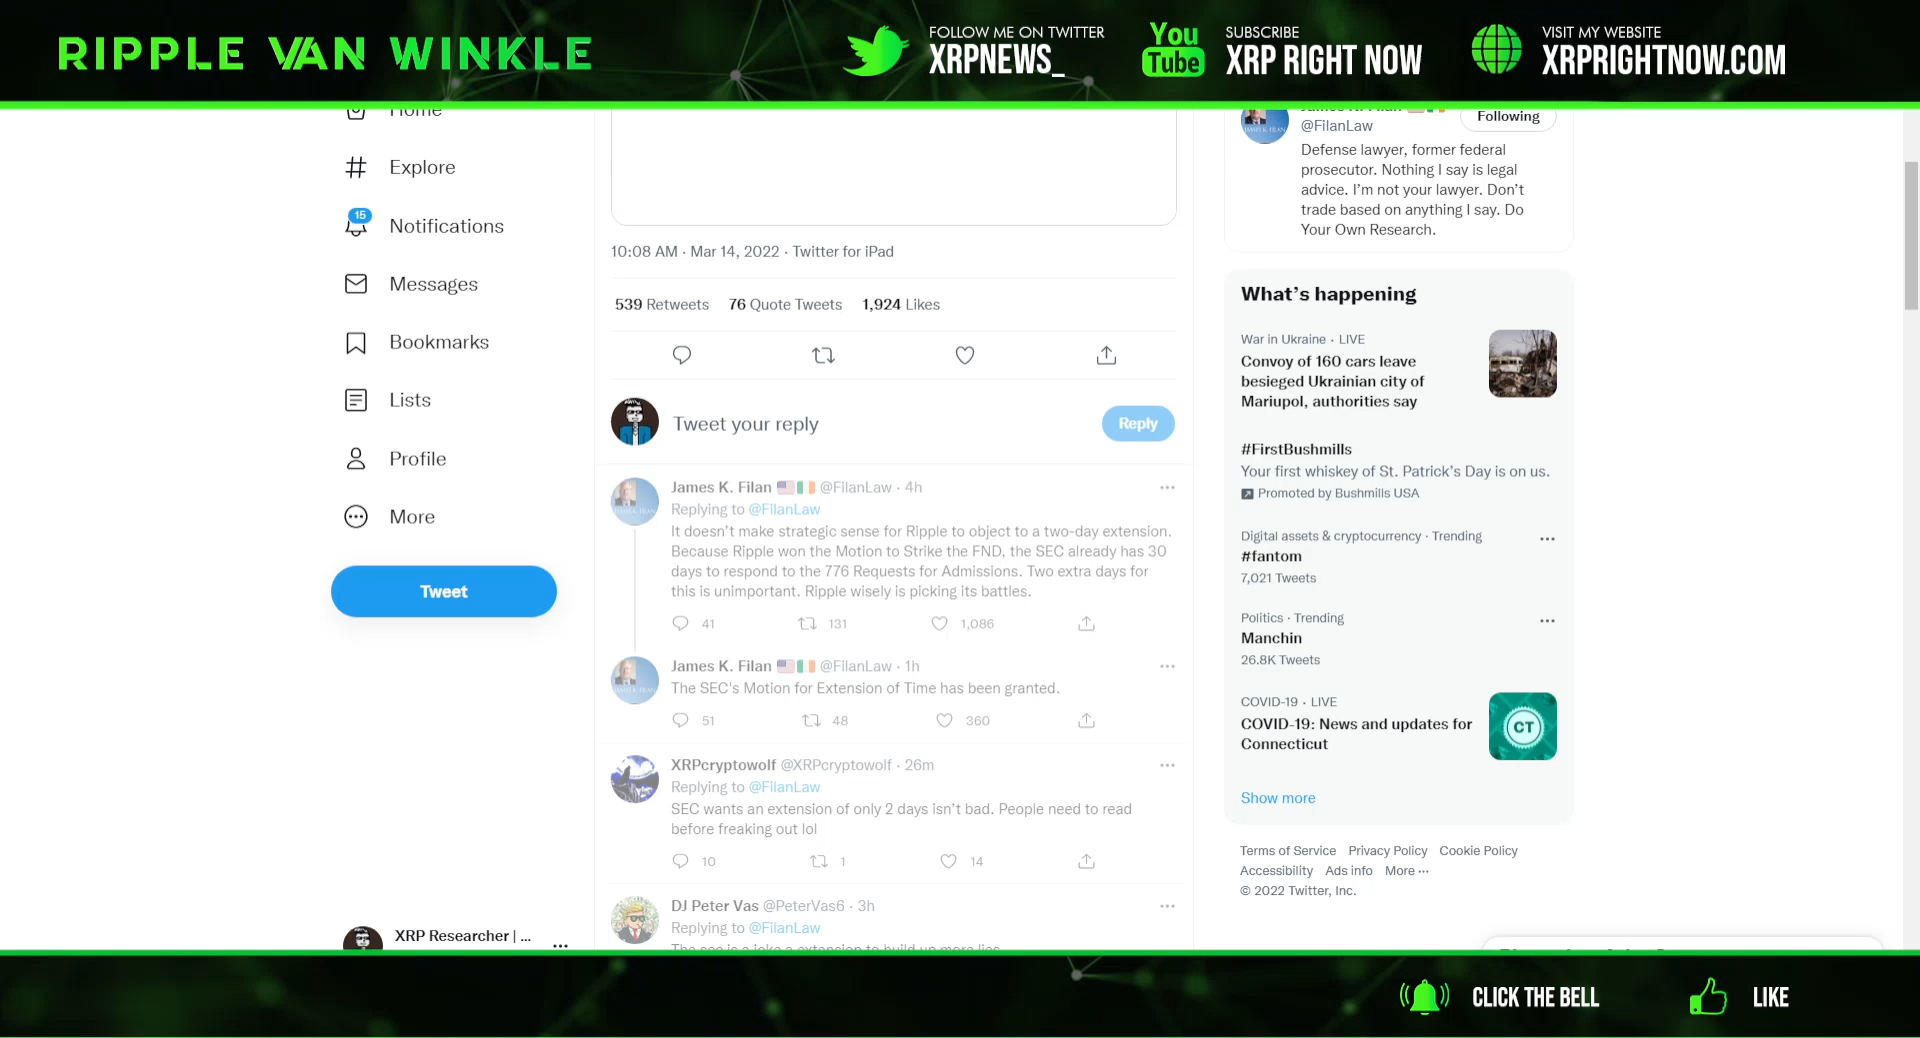 RIPPLE VAN WINKLE
FOLLOW ME ON TWITTER
XRPNEWS_
You
Tube
SUBSCRIBE
XRP RIGHT NOW
VISIT MY WEBSITE
XRPRIGHTNOW.COM
Home
Explore
15
Notifications
Messages
Bookmarks
Lists
Profile
More
Tweet
XRP Researcher | ...
10:08 AM · Mar 14, 2022 · Twitter for iPad
539 Retweets 76 Quote Tweets 1,924 Likes
Tweet your reply
Reply
James K. Filan @FilanLaw · 4h
Replying to @FilanLaw
It doesn't make strategic sense for Ripple to object to a two-day extension.
Because Ripple won the Motion to Strike the FND, the SEC already has 30
days to respond to the 776 Requests for Admissions. Two extra days for
this is unimportant. Ripple wisely is picking its battles.
41 131 1,086
James K. Filan @FilanLaw · 1h
The SEC's Motion for Extension of Time has been granted.
51 48 360
XRPcryptowolf @XRPcryptowolf · 26m
Replying to @FilanLaw
SEC wants an extension of only 2 days isn't bad. People need to read
before freaking out lol
10 1 14
DJ Peter Vas @PeterVas6 · 3h
Replying to @FilanLaw
The sec is a joke a extension to build up more lies
James K. Filan
Following
@FilanLaw
Defense lawyer, former federal
prosecutor. Nothing I say is legal
advice. I'm not your lawyer. Don't
trade based on anything I say. Do
Your Own Research.
What's happening
War in Ukraine · LIVE
Convoy of 160 cars leave
besieged Ukrainian city of
Mariupol, authorities say
#FirstBushmills
Your first whiskey of St. Patrick's Day is on us.
Promoted by Bushmills USA
Digital assets & cryptocurrency · Trending
#fantom
7,021 Tweets
Politics · Trending
Manchin
26.8K Tweets
COVID-19 · LIVE
COVID-19: News and updates for
Connecticut
CT
Show more
Terms of Service Privacy Policy Cookie Policy
Accessibility Ads info More ···
© 2022 Twitter, Inc.
CLICK THE BELL
LIKE